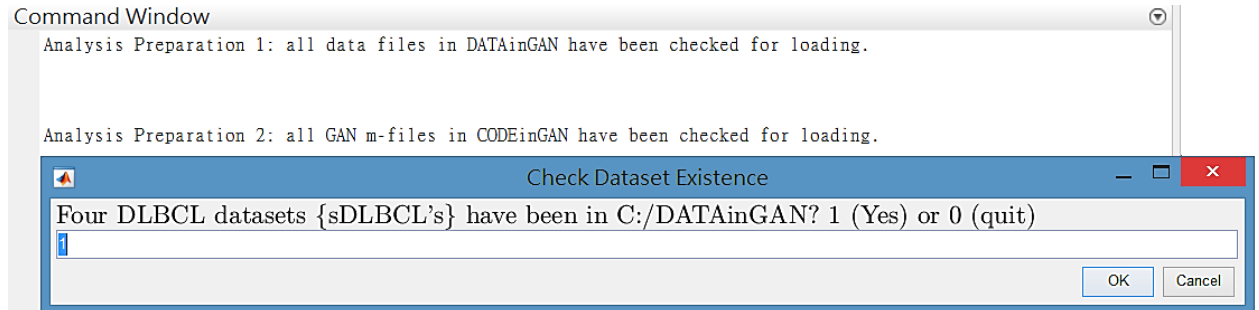 Command Window
Analysis Preparation 1: all data files in DATAinGAN have been checked for loading.
Analysis Preparation 2: all GAN m-files in CODEinGAN have been checked for loading.
Check Dataset Existence
Four DLBCL datasets {sDLBCL's} have been in C:/DATAinGAN? 1 (Yes) or 0 (quit)
1
OK Cancel